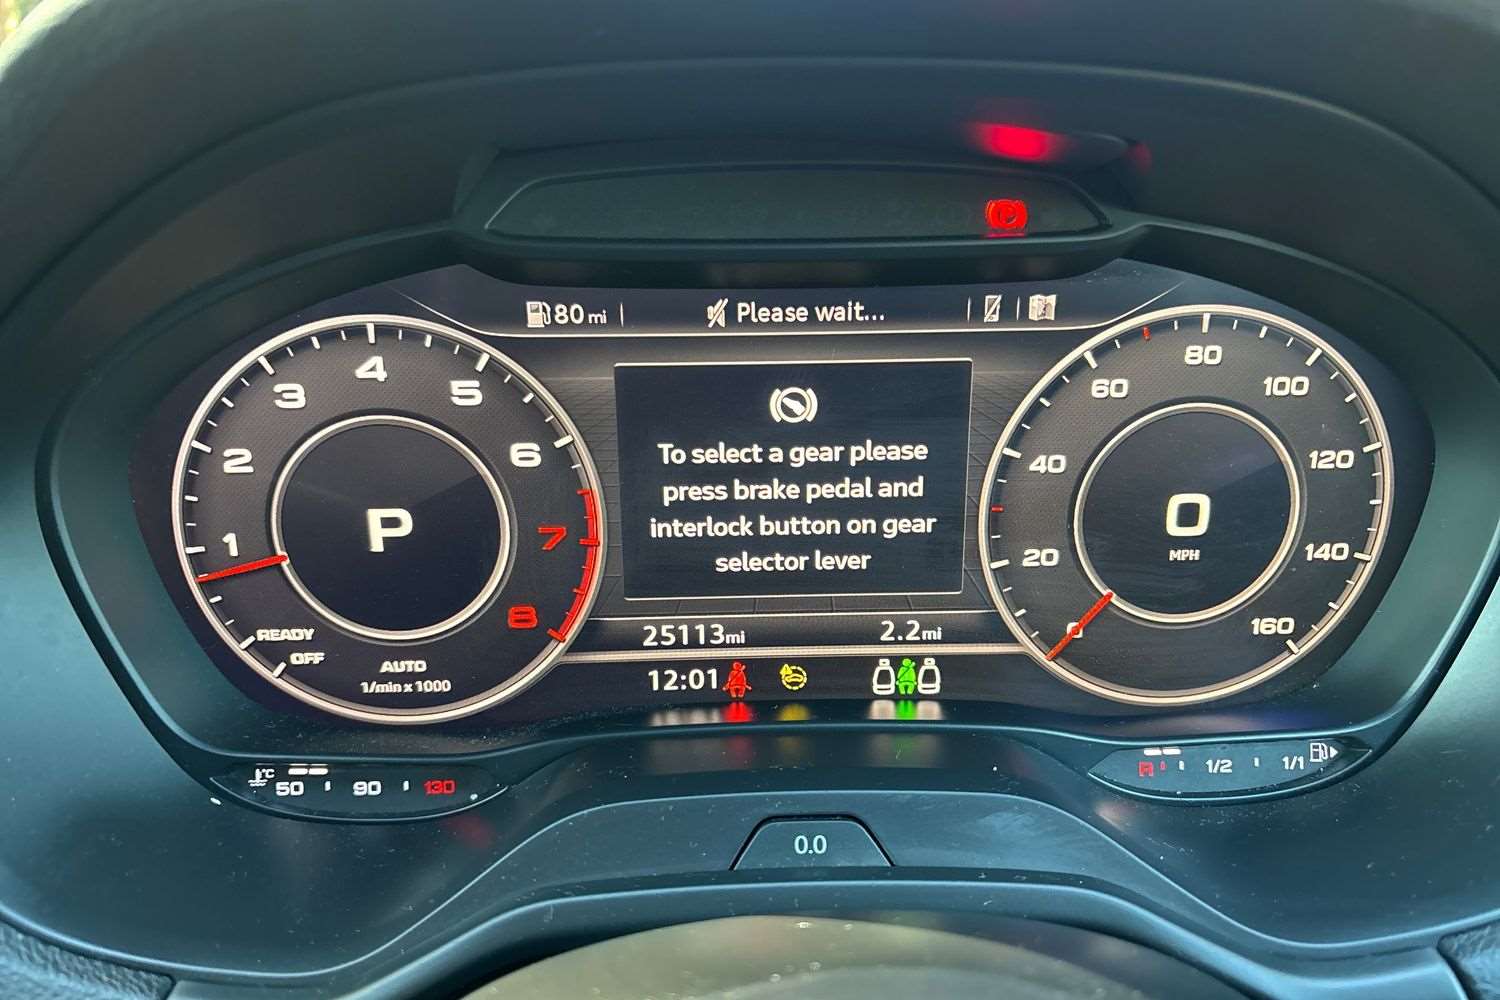 P
80 mi
Please wait...
To select a gear please
press brake pedal and
interlock button on gear
selector lever
1 2 3 4 5 6 7 8
READY
OFF
P
AUTO
1/min x 1000
0 20 40 60 80 100 120 140 160
0
MPH
25113mi 2.2mi
12:01
°C
50 90 130
R 1/2 1/1
0.0